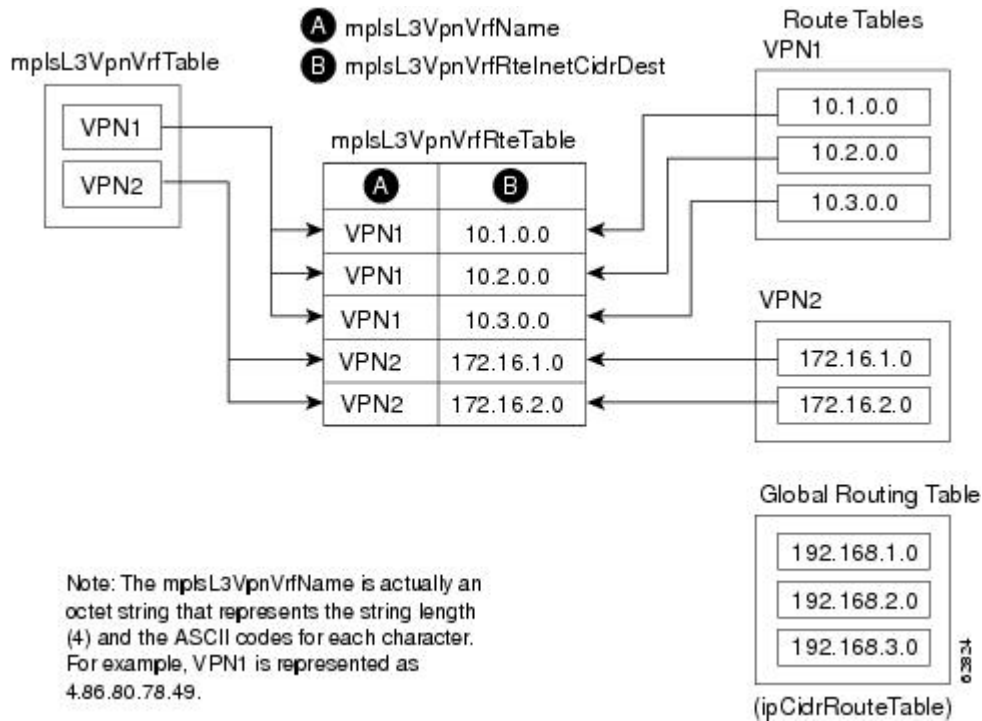 A mplsL3VpnVrfName
B mplsL3VpnVrfRteInetCidrDest
mplsL3VpnVrfTable
VPN1
VPN2
mplsL3VpnVrfRteTable
A B
VPN1 10.1.0.0
VPN1 10.2.0.0
VPN1 10.3.0.0
VPN2 172.16.1.0
VPN2 172.16.2.0
Route Tables
VPN1
10.1.0.0
10.2.0.0
10.3.0.0
VPN2
172.16.1.0
172.16.2.0
Global Routing Table
192.168.1.0
192.168.2.0
192.168.3.0
(ipCidrRouteTable)
62824
Note: The mplsL3VpnVrfName is actually an
octet string that represents the string length
(4) and the ASCII codes for each character.
For example, VPN1 is represented as
4.86.80.78.49.